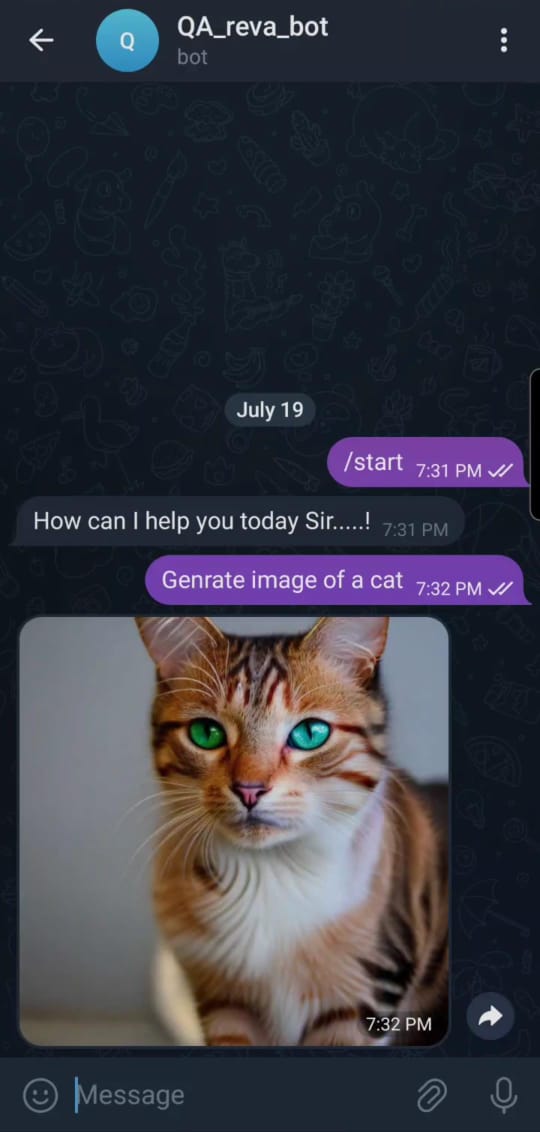 Q
QA_reva_bot
bot
July 19
/start 7:31 PM
How can I help you today Sir.....! 7:31 PM
Genrate image of a cat 7:32 PM
7:32 PM
Message